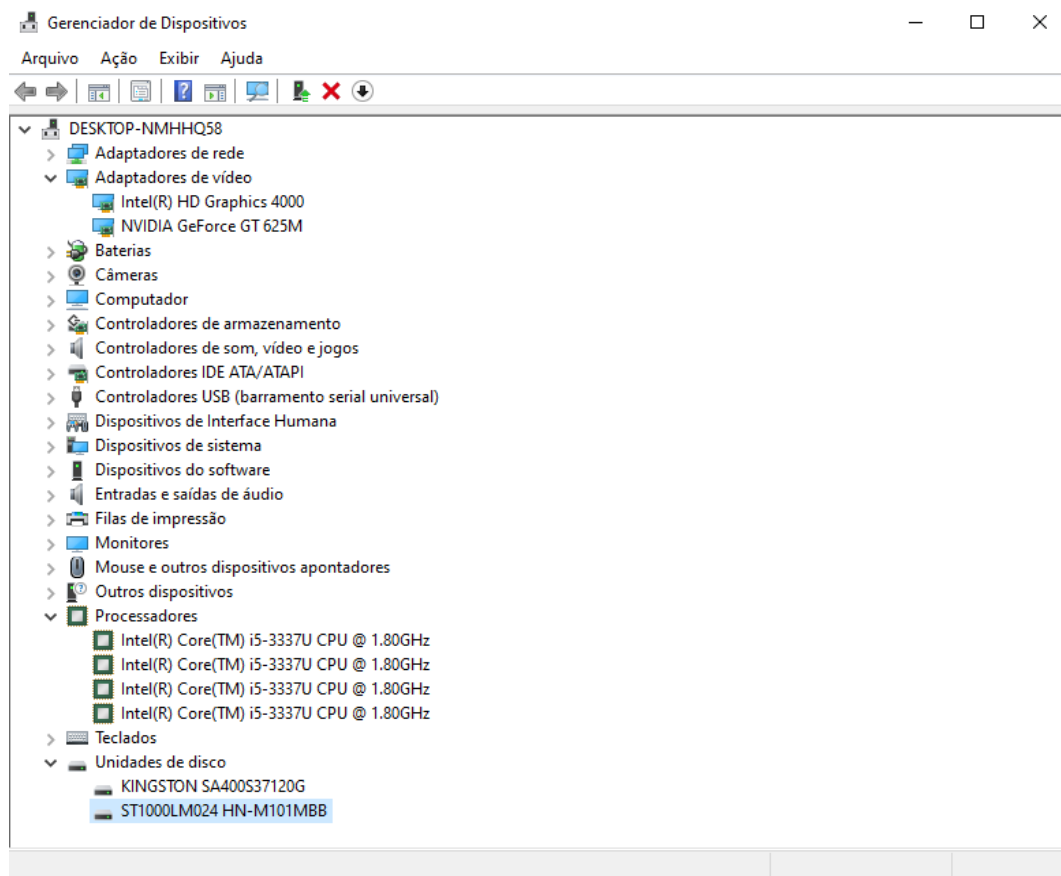 Gerenciador de Dispositivos
Arquivo Ação Exibir Ajuda
DESKTOP-NMHHQ58
Adaptadores de rede
Adaptadores de vídeo
Intel(R) HD Graphics 4000
NVIDIA GeForce GT 625M
Baterias
Câmeras
Computador
Controladores de armazenamento
Controladores de som, vídeo e jogos
Controladores IDE ATA/ATAPI
Controladores USB (barramento serial universal)
Dispositivos de Interface Humana
Dispositivos de sistema
Dispositivos do software
Entradas e saídas de áudio
Filas de impressão
Monitores
Mouse e outros dispositivos apontadores
Outros dispositivos
Processadores
Intel(R) Core(TM) i5-3337U CPU @ 1.80GHz
Intel(R) Core(TM) i5-3337U CPU @ 1.80GHz
Intel(R) Core(TM) i5-3337U CPU @ 1.80GHz
Intel(R) Core(TM) i5-3337U CPU @ 1.80GHz
Teclados
Unidades de disco
KINGSTON SA400S37120G
ST1000LM024 HN-M101MBB